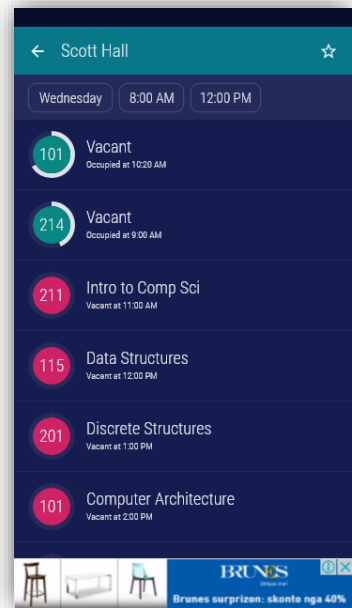 Scott Hall
Wednesday 8:00 AM 12:00 PM
101 Vacant
Occupied at 10:20 AM
214 Vacant
Occupied at 9:00 AM
211 Intro to Comp Sci
Vacant at 11:00 AM
115 Data Structures
Vacant at 12:00 PM
201 Discrete Structures
Vacant at 1:00 PM
101 Computer Architecture
Vacant at 2:00 PM
BRUNES
Brunes surprizon: skonto nga 40%